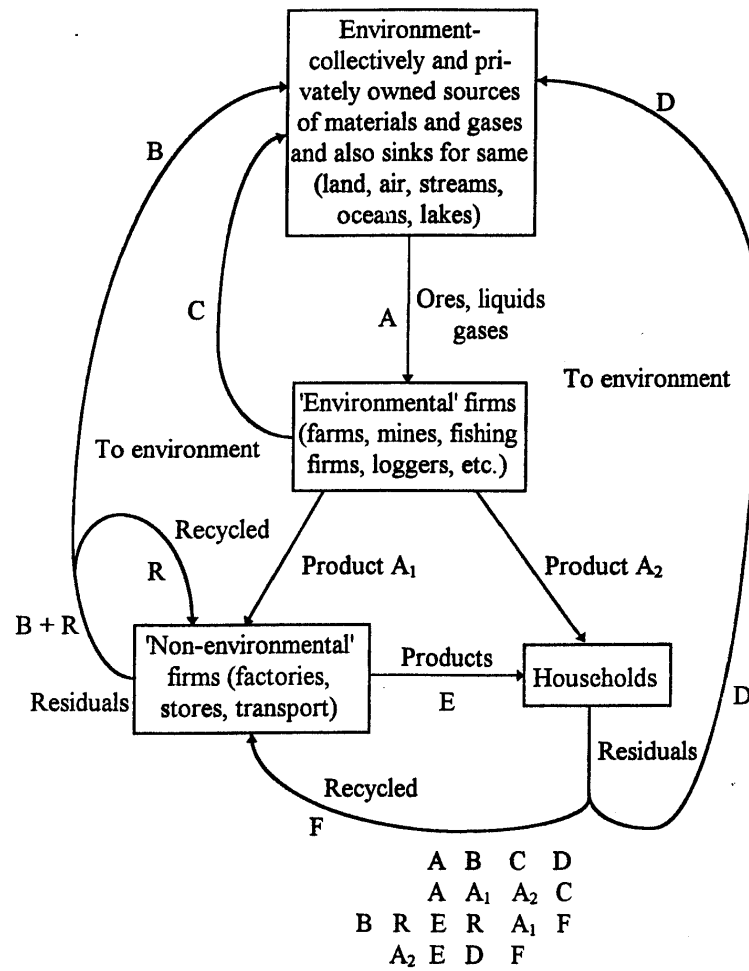 Environment-
collectively and pri-
vately owned sources
of materials and gases
and also sinks for same
(land, air, streams,
oceans, lakes)
D
B
C
A
Ores, liquids
gases
To environment
'Environmental' firms
(farms, mines, fishing
firms, loggers, etc.)
To environment
Recycled
R
Product A₁
Product A₂
B + R
'Non-environmental'
firms (factories,
stores, transport)
Products
E
Households
Residuals
Residuals
D
Recycled
F
A B C D
A A₁ A₂ C
B R E R A₁ F
A₂ E D F